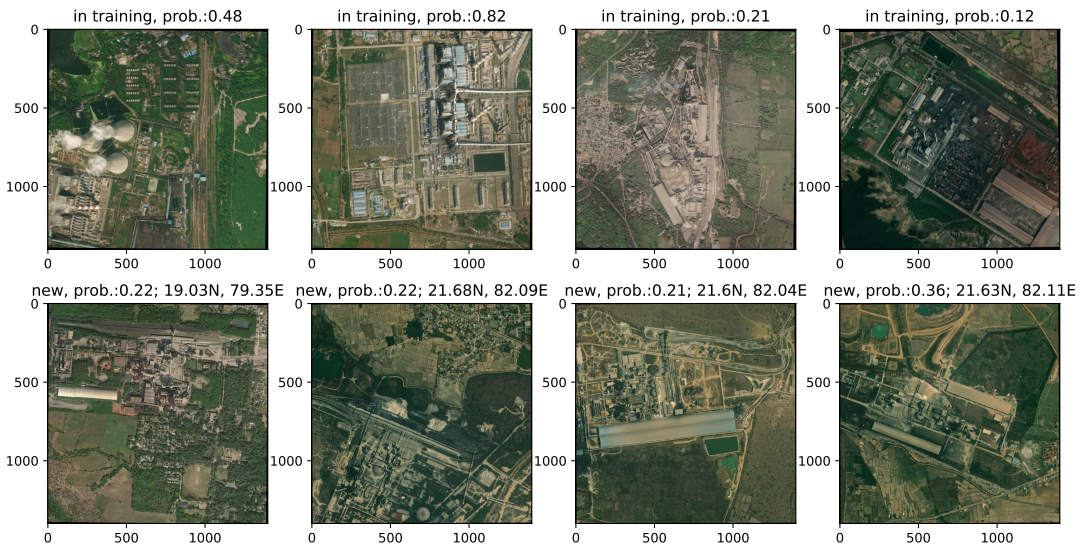 in training, prob.:0.48
in training, prob.:0.82
in training, prob.:0.21
in training, prob.:0.12
0
500
1000
0
500
1000
0
500
1000
0
500
1000
0 500 1000
0 500 1000
0 500 1000
0 500 1000
new, prob.:0.22; 19.03N, 79.35E
new, prob.:0.22; 21.68N, 82.09E
new, prob.:0.21; 21.6N, 82.04E
new, prob.:0.36; 21.63N, 82.11E
0
500
1000
0
500
1000
0
500
1000
0
500
1000
0 500 1000
0 500 1000
0 500 1000
0 500 1000